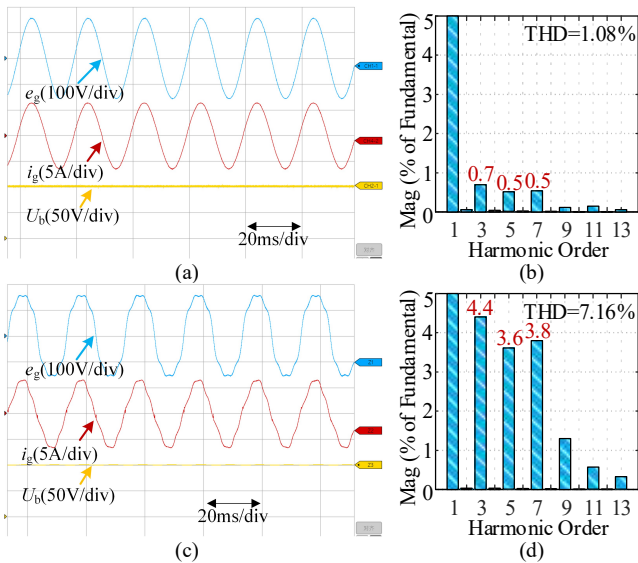 e_g(100V/div)
i_g(5A/div)
CH2-1
U_b(50V/div)
20ms/div
(a)
5
4
3
2
1
0
Mag (% of Fundamental)
THD=1.08%
0.7
0.5
0.5
1 3 5 7 9 11 13
Harmonic Order
(b)
e_g(100V/div)
Z1
i_g(5A/div)
Z3
U_b(50V/div)
20ms/div
(c)
5
4
3
2
1
0
Mag (% of Fundamental)
THD=7.16%
4.4
3.6
3.8
1 3 5 7 9 11 13
Harmonic Order
(d)